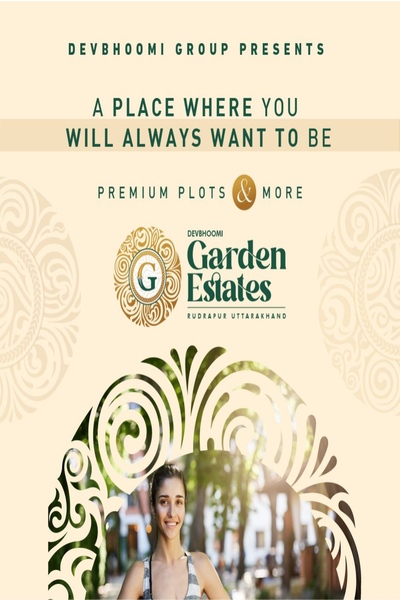 DEVBHOOMI GROUP PRESENTS
A PLACE WHERE YOU
WILL ALWAYS WANT TO BE
PREMIUM PLOTS & MORE
DEVBHOOMI
G
Garden
Estates
RUDRAPUR UTTARAKHAND